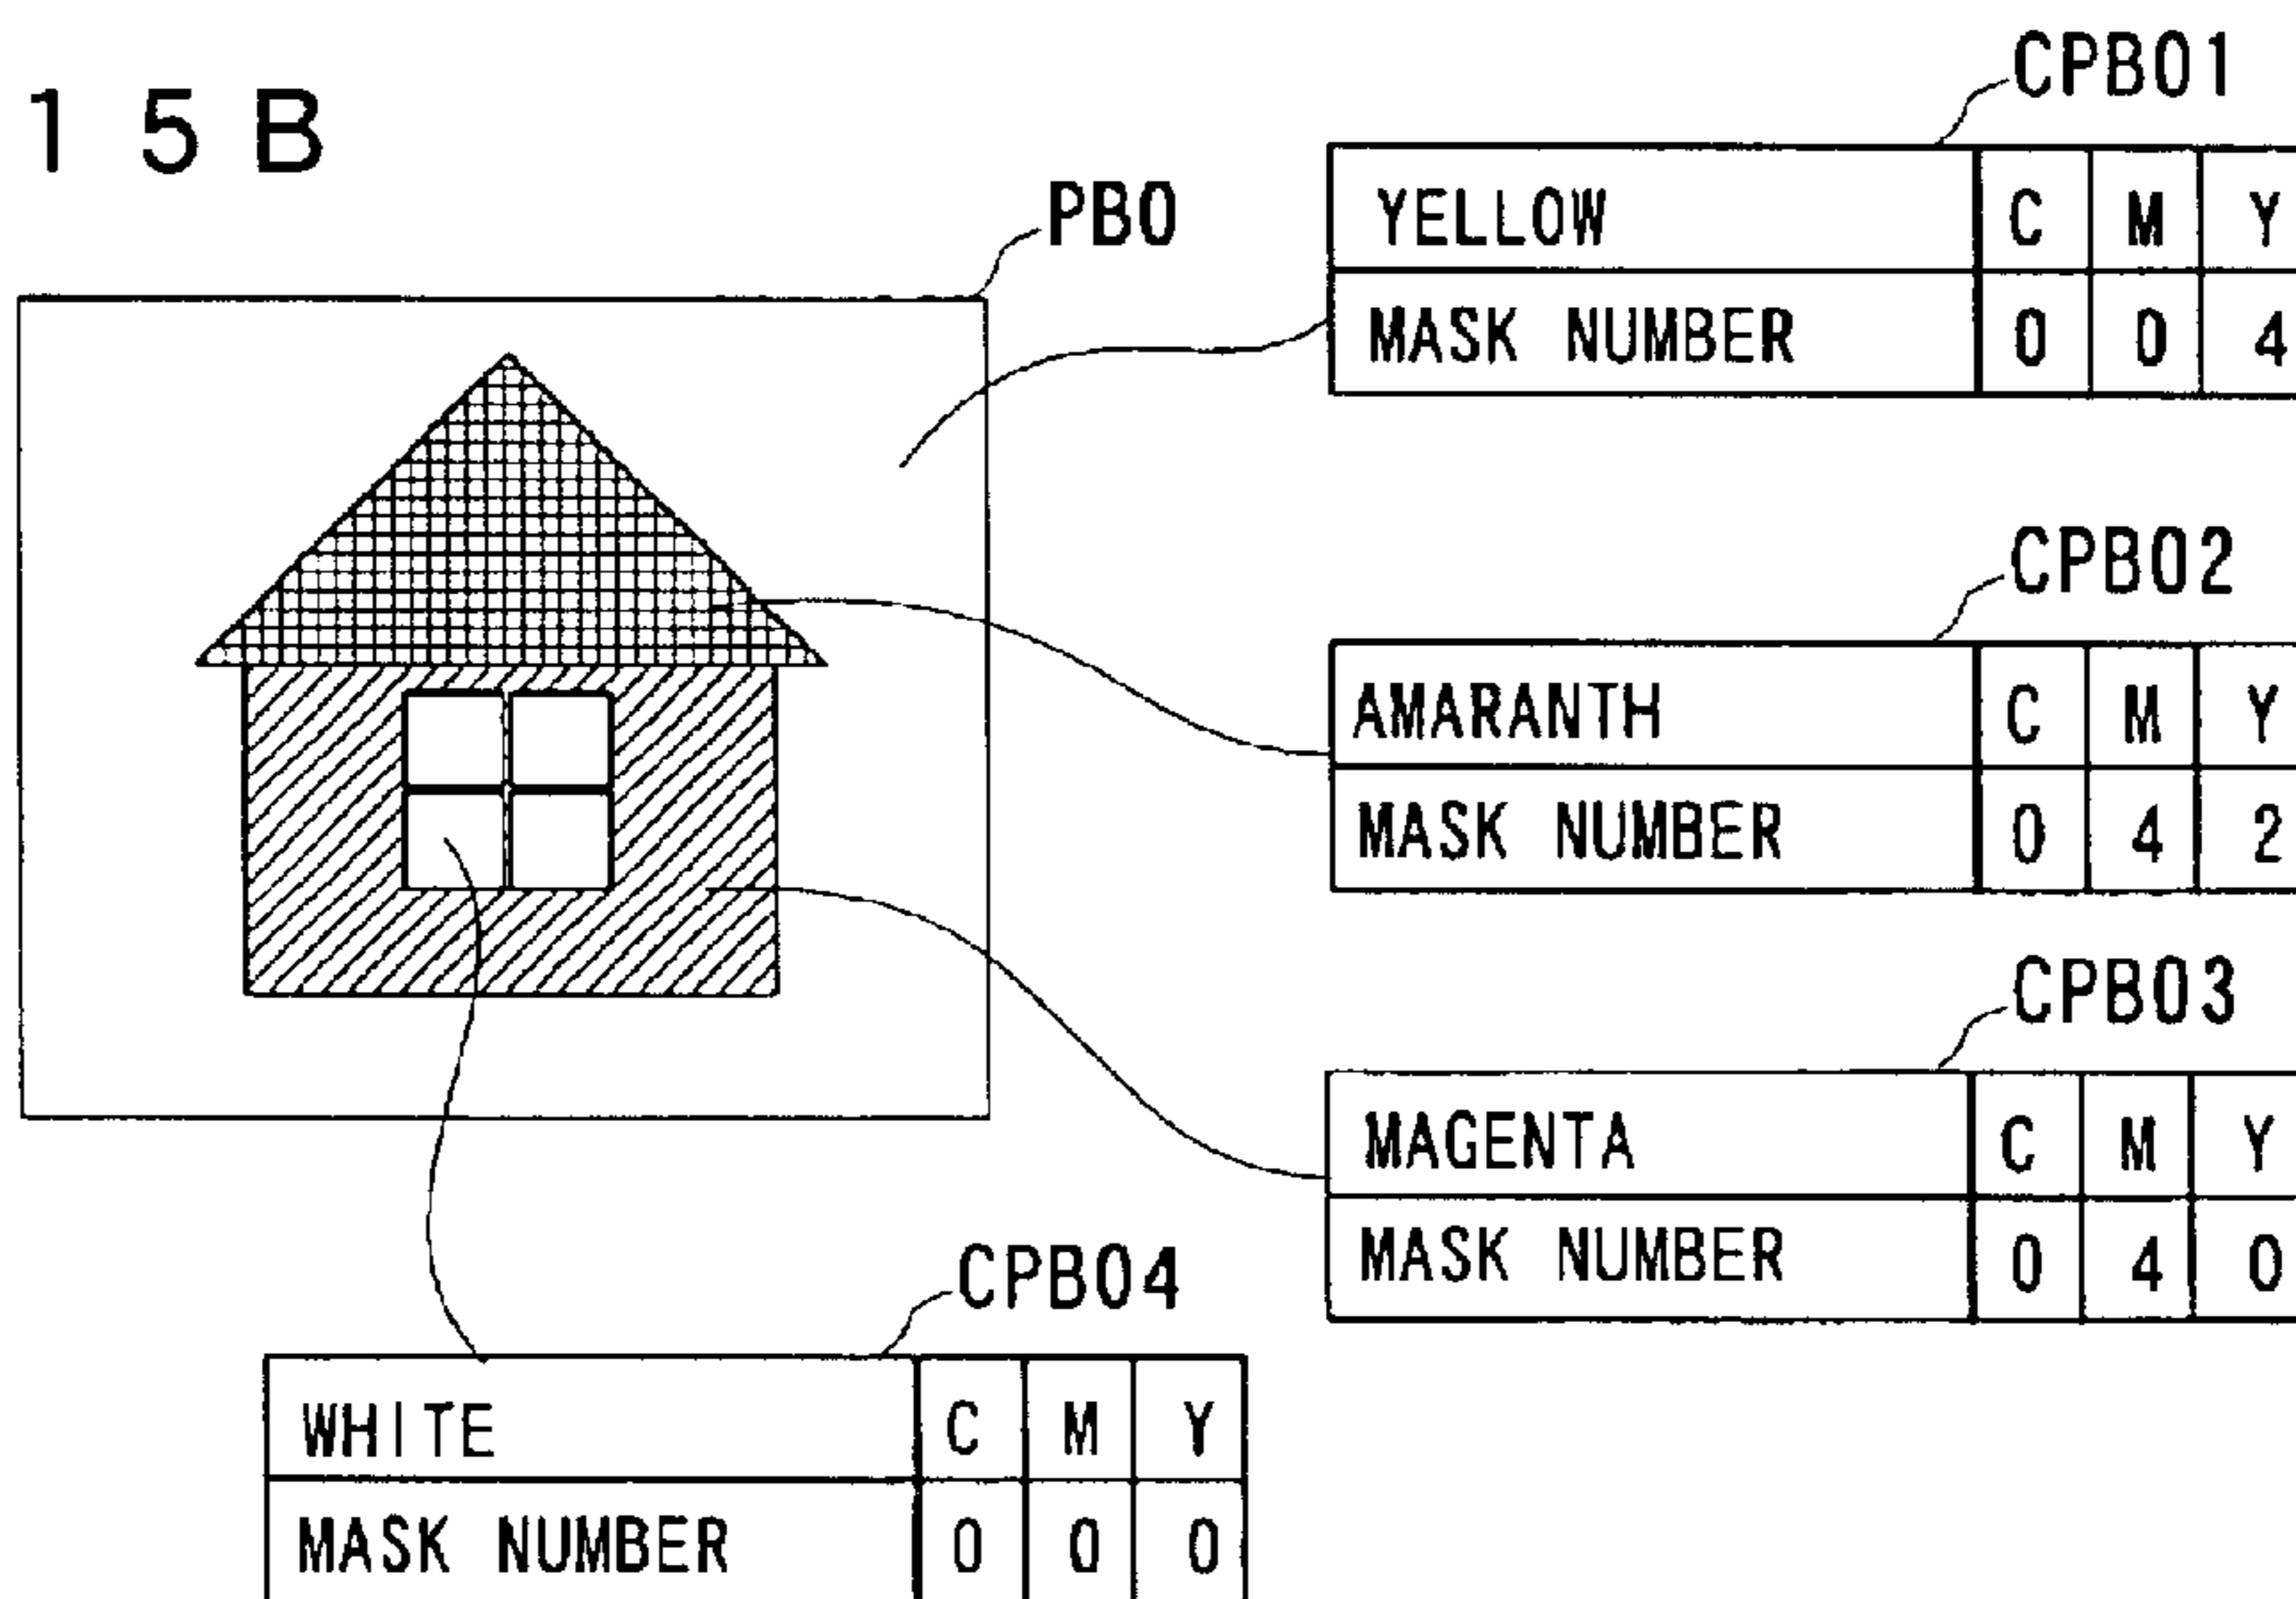 15B
PB0
CPB01
YELLOW C M Y
MASK NUMBER 0 0 4
CPB02
AMARANTH C M Y
MASK NUMBER 0 4 2
CPB03
MAGENTA C M Y
MASK NUMBER 0 4 0
CPB04
WHITE C M Y
MASK NUMBER 0 0 0